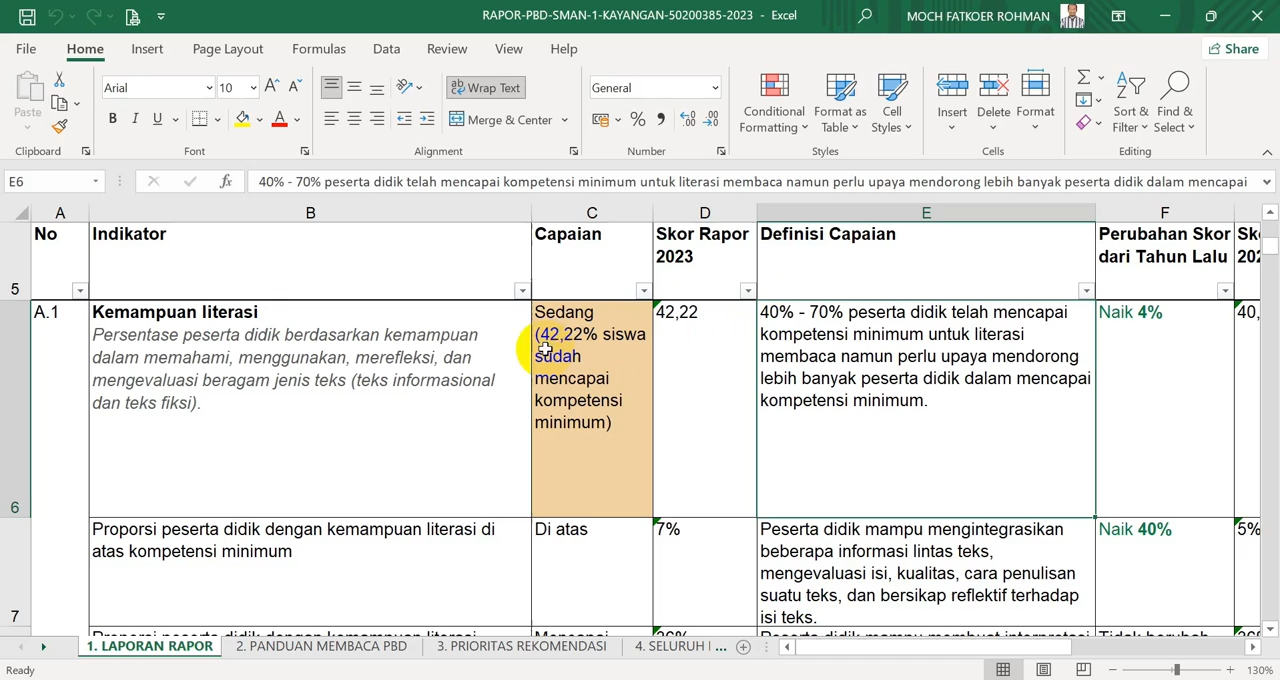 RAPOR-PBD-SMAN-1-KAYANGAN-50200385-2023 - Excel
MOCH FATKOER ROHMAN
File Home Insert Page Layout Formulas Data Review View Help
Share
Paste
Clipboard
Arial
10
B I U
A
Font
Wrap Text
Merge & Center
Alignment
General
% 
Number
Conditional
Formatting
Format as
Table
Cell
Styles
Styles
Insert
Delete
Format
Cells
Sort &
Filter
Find &
Select
Editing
E6
fx
40% - 70% peserta didik telah mencapai kompetensi minimum untuk literasi membaca namun perlu upaya mendorong lebih banyak peserta didik dalam mencapai
A B C D E F
5
No
Indikator
Capaian
Skor Rapor
2023
Definisi Capaian
Perubahan Skor
dari Tahun Lalu
6
A.1
Kemampuan literasi
Persentase peserta didik berdasarkan kemampuan
dalam memahami, menggunakan, merefleksi, dan
mengevaluasi beragam jenis teks (teks informasional
dan teks fiksi).
Sedang
(42,22% siswa
sudah
mencapai
kompetensi
minimum)
42,22
40% - 70% peserta didik telah mencapai
kompetensi minimum untuk literasi
membaca namun perlu upaya mendorong
lebih banyak peserta didik dalam mencapai
kompetensi minimum.
Naik 4%
40,
7
Proporsi peserta didik dengan kemampuan literasi di
atas kompetensi minimum
Di atas
7%
Peserta didik mampu mengintegrasikan
beberapa informasi lintas teks,
mengevaluasi isi, kualitas, cara penulisan
suatu teks, dan bersikap reflektif terhadap
isi teks.
Naik 40%
5%
1. LAPORAN RAPOR
2. PANDUAN MEMBACA PBD
3. PRIORITAS REKOMENDASI
4. SELURUH I ...
Ready
130%